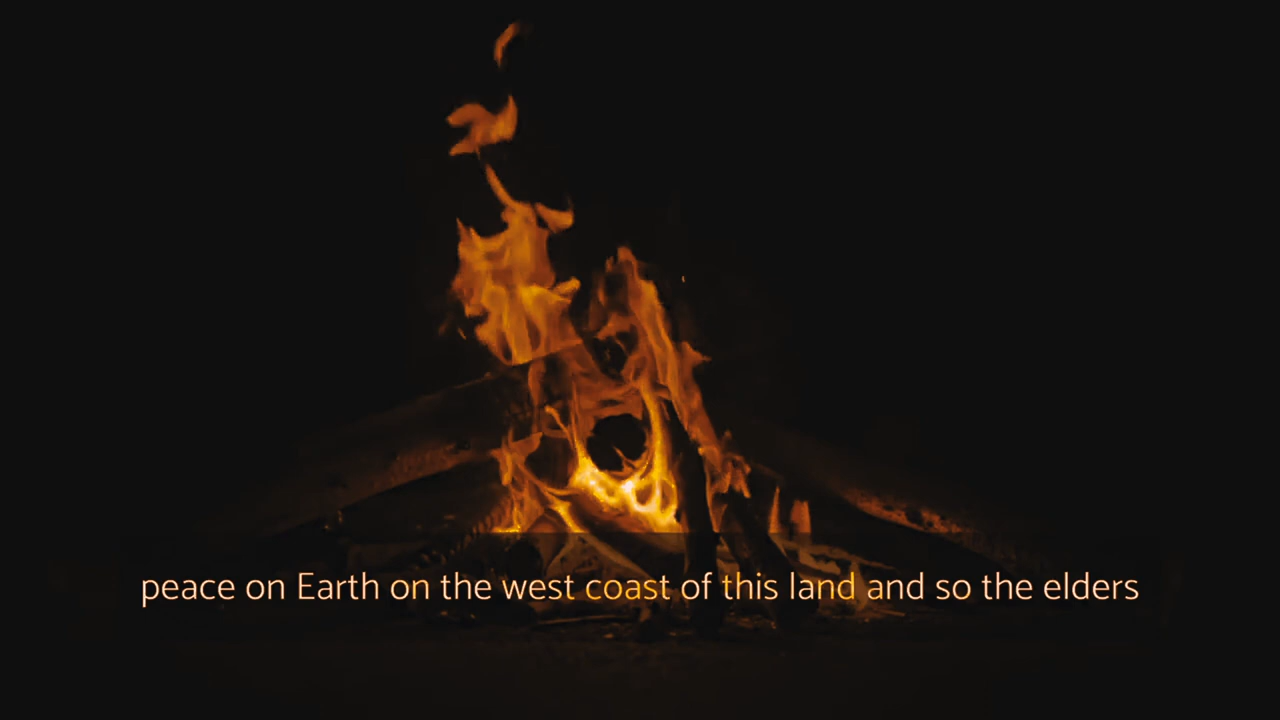 peace on Earth on the west coast of this land and so the elders